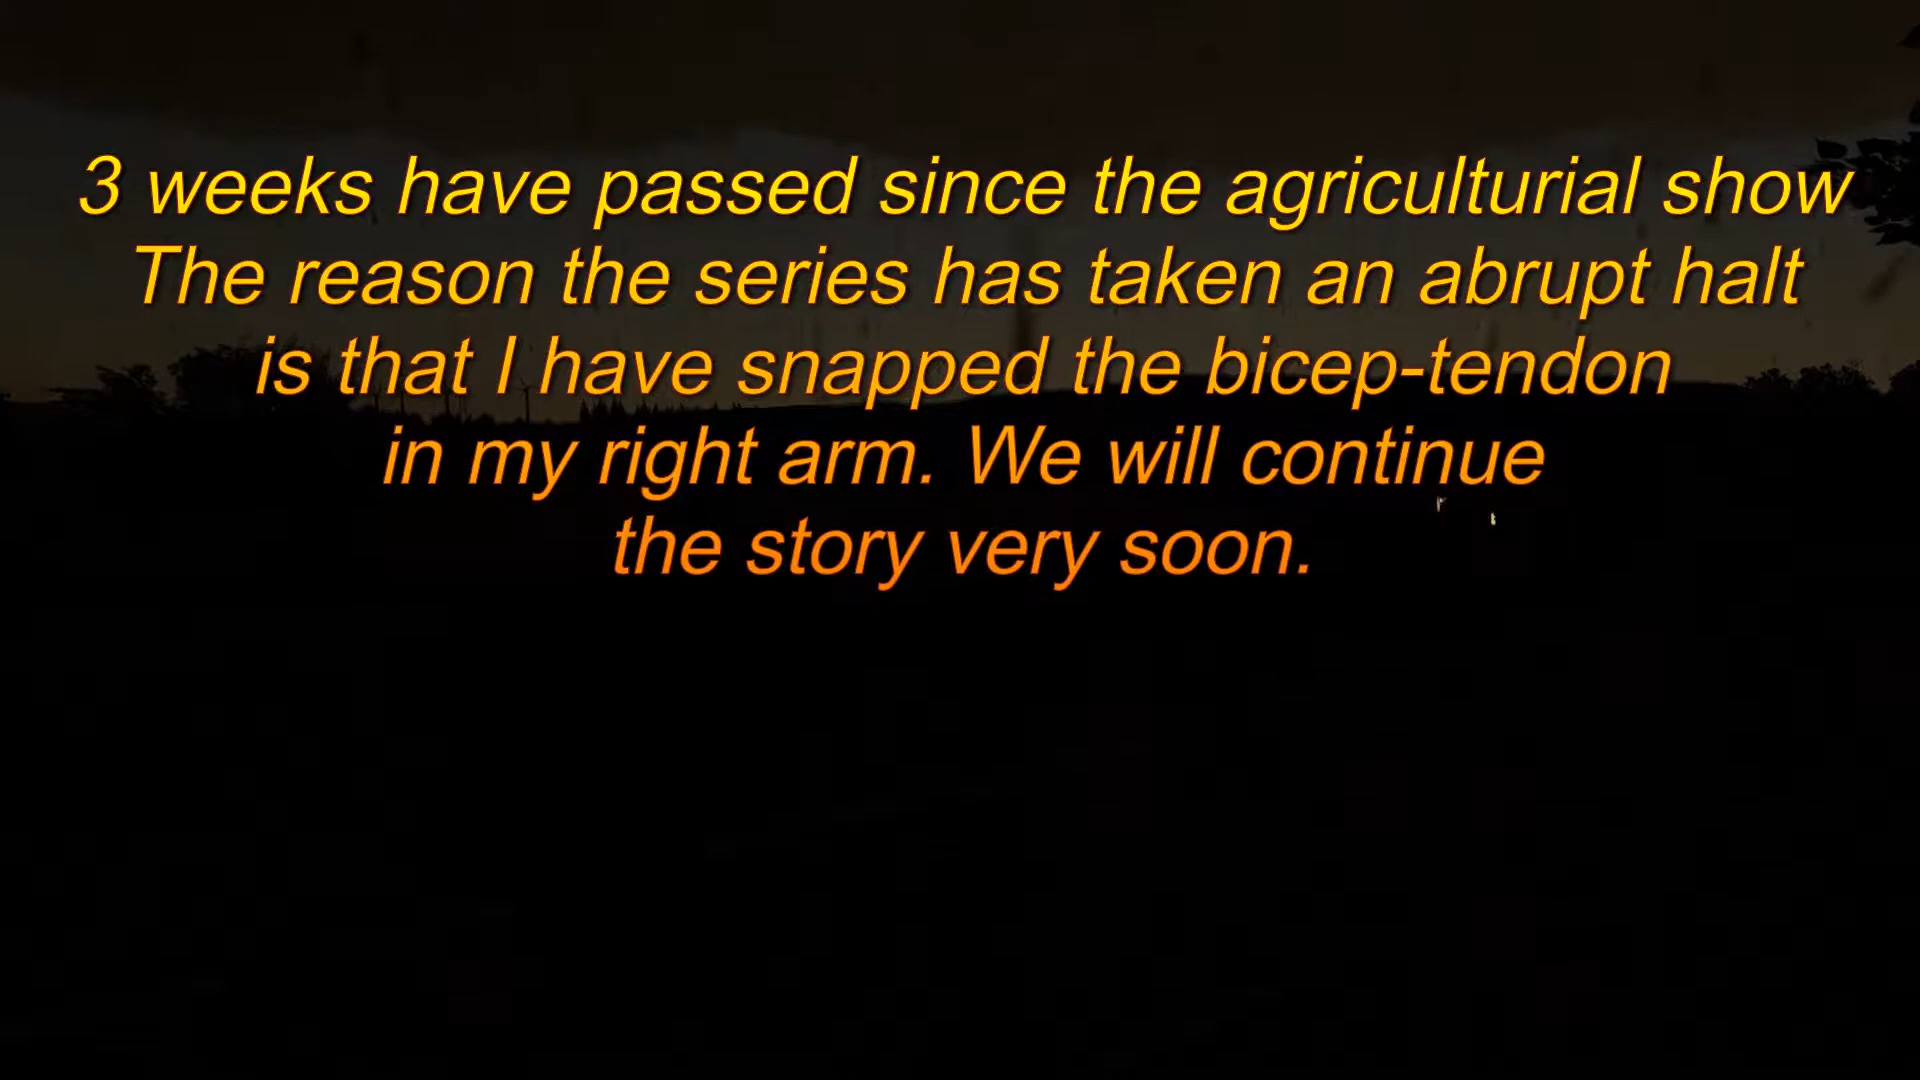 3 weeks have passed since the agriculturial show
The reason the series has taken an abrupt halt
is that I have snapped the bicep-tendon
in my right arm. We will continue
the story very soon.